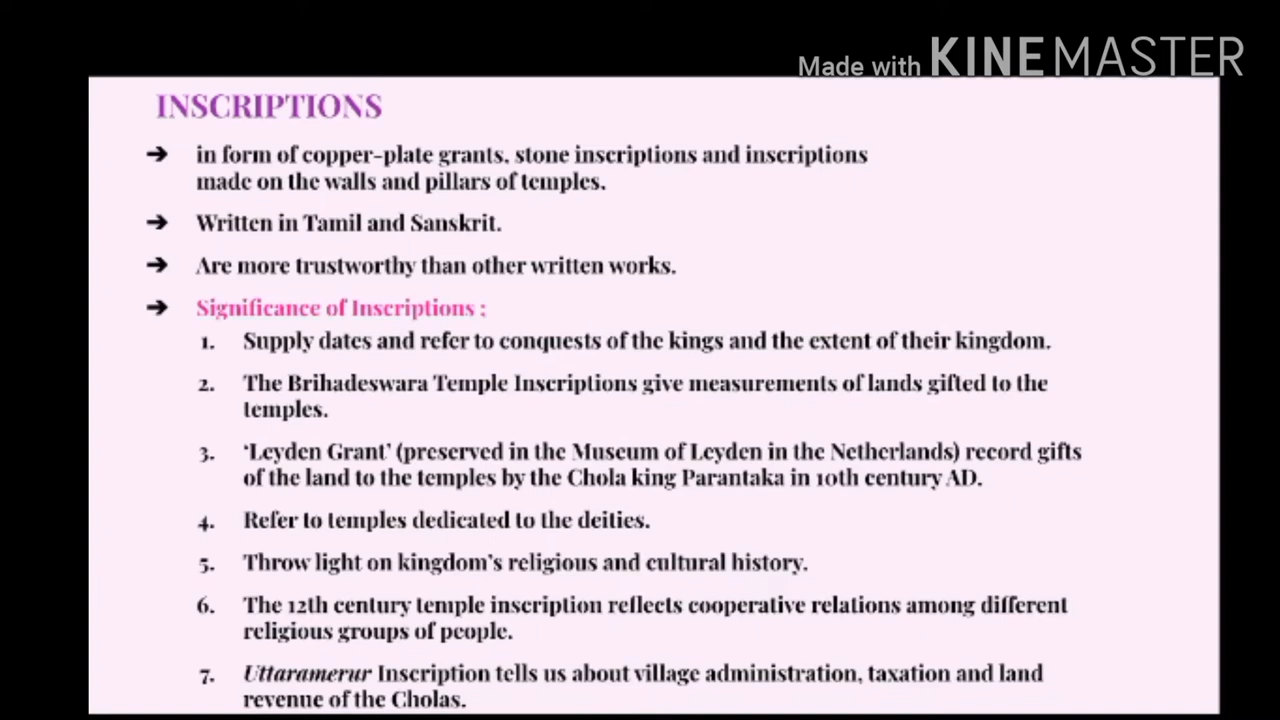 Made with KINEMASTER
INSCRIPTIONS
➔ in form of copper-plate grants, stone inscriptions and inscriptions
made on the walls and pillars of temples.
➔ Written in Tamil and Sanskrit.
➔ Are more trustworthy than other written works.
➔ Significance of Inscriptions :
1. Supply dates and refer to conquests of the kings and the extent of their kingdom.
2. The Brihadeswara Temple Inscriptions give measurements of lands gifted to the
temples.
3. ‘Leyden Grant’ (preserved in the Museum of Leyden in the Netherlands) record gifts
of the land to the temples by the Chola king Parantaka in 10th century AD.
4. Refer to temples dedicated to the deities.
5. Throw light on kingdom’s religious and cultural history.
6. The 12th century temple inscription reflects cooperative relations among different
religious groups of people.
7. Uttaramerur Inscription tells us about village administration, taxation and land
revenue of the Cholas.